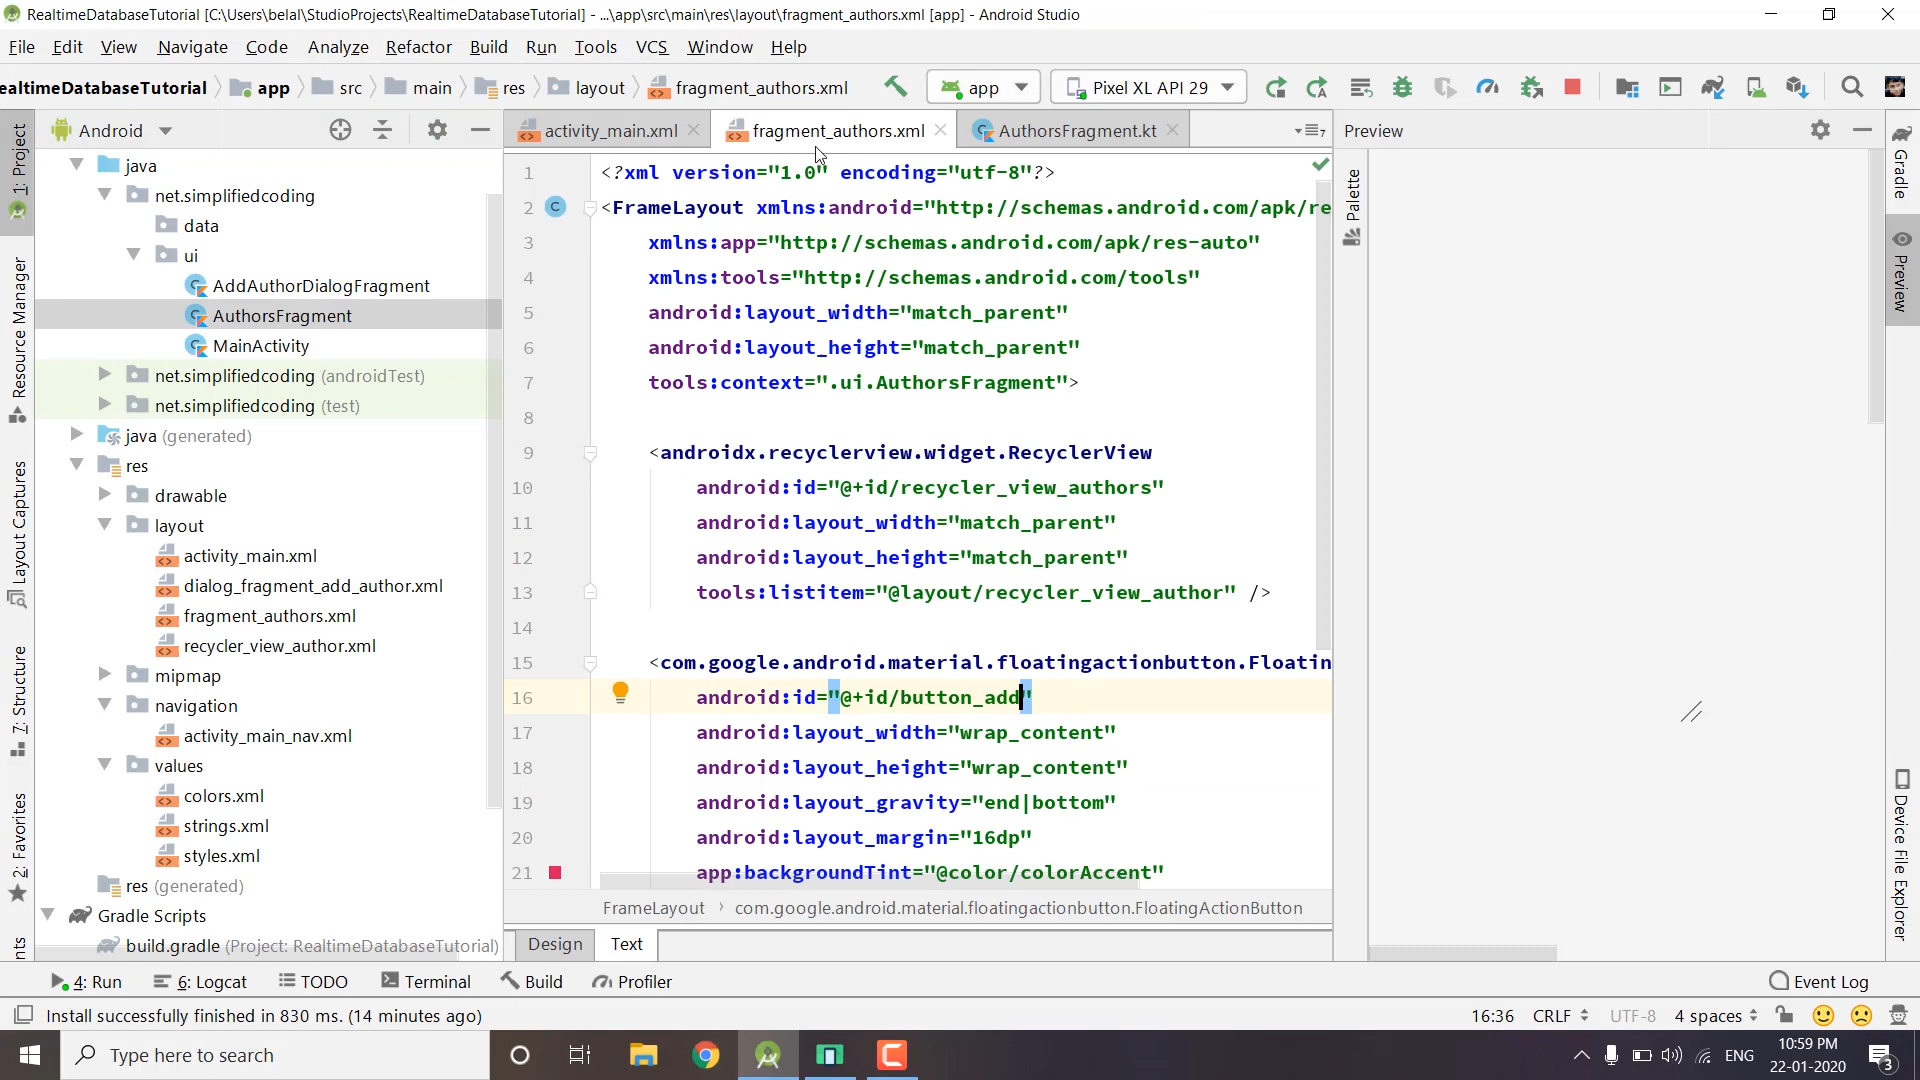 RealtimeDatabaseTutorial [C:\Users\belal\StudioProjects\RealtimeDatabaseTutorial] - ...\app\src\main\res\layout\fragment_authors.xml [app] - Android Studio
File Edit View Navigate Code Analyze Refactor Build Run Tools VCS Window Help
ealtimeDatabaseTutorial app src main res layout fragment_authors.xml app Pixel XL API 29
Android
activity_main.xml fragment_authors.xml AuthorsFragment.kt 7
Preview
1: Project
Resource Manager
Layout Captures
7: Structure
2: Favorites
nts
java
net.simplifiedcoding
data
ui
AddAuthorDialogFragment
AuthorsFragment
MainActivity
net.simplifiedcoding (androidTest)
net.simplifiedcoding (test)
java (generated)
res
drawable
layout
activity_main.xml
dialog_fragment_add_author.xml
fragment_authors.xml
recycler_view_author.xml
mipmap
navigation
activity_main_nav.xml
values
colors.xml
strings.xml
styles.xml
res (generated)
Gradle Scripts
build.gradle (Project: RealtimeDatabaseTutorial)
1 <?xml version="1.0" encoding="utf-8"?>
2 <FrameLayout xmlns:android="http://schemas.android.com/apk/re
3 xmlns:app="http://schemas.android.com/apk/res-auto"
4 xmlns:tools="http://schemas.android.com/tools"
5 android:layout_width="match_parent"
6 android:layout_height="match_parent"
7 tools:context=".ui.AuthorsFragment">
8
9 <androidx.recyclerview.widget.RecyclerView
10 android:id="@+id/recycler_view_authors"
11 android:layout_width="match_parent"
12 android:layout_height="match_parent"
13 tools:listitem="@layout/recycler_view_author" />
14
15 <com.google.android.material.floatingactionbutton.Floatin
16 android:id="@+id/button_add"
17 android:layout_width="wrap_content"
18 android:layout_height="wrap_content"
19 android:layout_gravity="end|bottom"
20 android:layout_margin="16dp"
21 app:backgroundTint="@color/colorAccent"
FrameLayout › com.google.android.material.floatingactionbutton.FloatingActionButton
Design Text
Palette
Gradle
Preview
Device File Explorer
4: Run 6: Logcat TODO Terminal Build Profiler Event Log
Install successfully finished in 830 ms. (14 minutes ago) 16:36 CRLF UTF-8 4 spaces
Type here to search
ENG
10:59 PM
22-01-2020
3